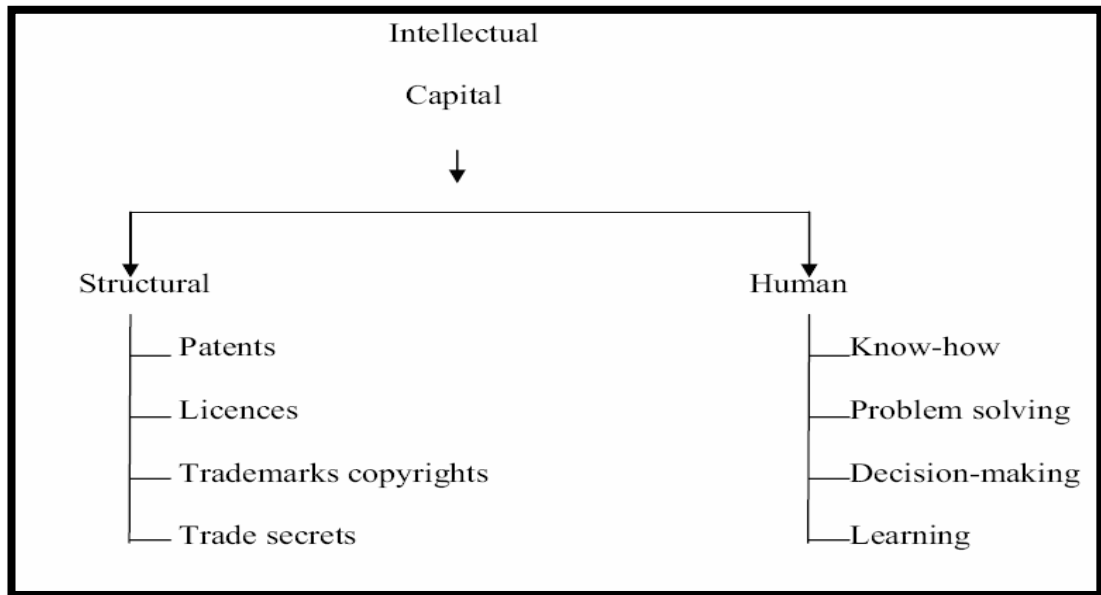 Intellectual
Capital
Structural
Human
Patents
Know-how
Licences
Problem solving
Trademarks copyrights
Decision-making
Trade secrets
Learning